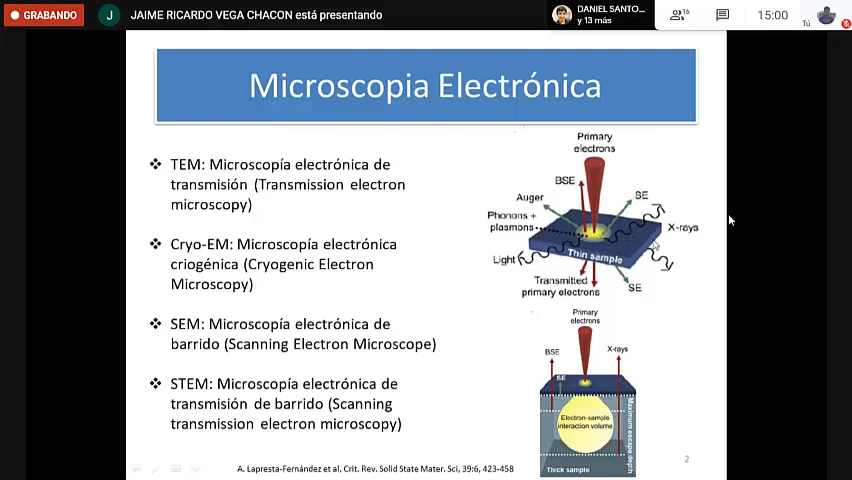 GRABANDO
J JAIME RICARDO VEGA CHACON está presentando
DANIEL SANTO...
y 13 más
16
15:00
Tú
Microscopia Electrónica
❖ TEM: Microscopía electrónica de
transmisión (Transmission electron
microscopy)
❖ Cryo-EM: Microscopía electrónica
criogénica (Cryogenic Electron
Microscopy)
❖ SEM: Microscopía electrónica de
barrido (Scanning Electron Microscope)
❖ STEM: Microscopía electrónica de
transmisión de barrido (Scanning
transmission electron microscopy)
Primary
electrons
BSE
SE
Auger
Phonons +
plasmons
X-rays
Thin sample
Light
Transmitted
primary electrons
SE
Primary
electrons
BSE
X-rays
SE
Electron-sample
interaction volume
Maximum escape depth
Thick sample
2
A. Lapresta-Fernández et al, Crit. Rev. Solid State Mater. Sci, 39:6, 423-458